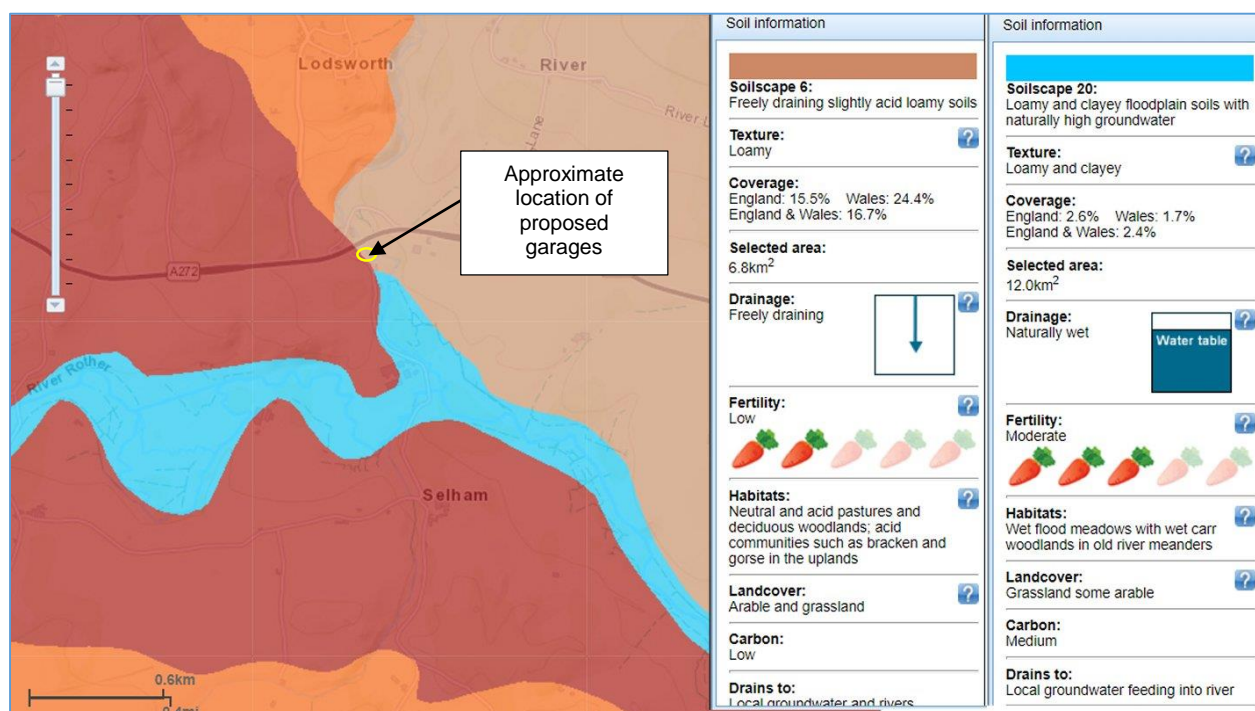 Lodsworth
River
River L
Lane
A272
River Rother
Selham
0.6km
0.4mi
Approximate
location of
proposed
garages
Soil information
Soilscape 6:
Freely draining slightly acid loamy soils
Texture:
?
Loamy
Coverage:
England: 15.5% Wales: 24.4%
England & Wales: 16.7%
Selected area:
6.8km²
Drainage:
?
Freely draining
Fertility:
?
Low
Habitats:
?
Neutral and acid pastures and
deciduous woodlands; acid
communities such as bracken and
gorse in the uplands
Landcover:
?
Arable and grassland
Carbon:
Low
Drains to:
Local groundwater and rivers
Soil information
Soilscape 20:
Loamy and clayey floodplain soils with
naturally high groundwater
Texture:
?
Loamy and clayey
Coverage:
England: 2.6% Wales: 1.7%
England & Wales: 2.4%
Selected area:
12.0km²
Drainage:
?
Naturally wet
Water table
Fertility:
?
Moderate
Habitats:
?
Wet flood meadows with wet carr
woodlands in old river meanders
Landcover:
?
Grassland some arable
Carbon:
Medium
Drains to:
Local groundwater feeding into river